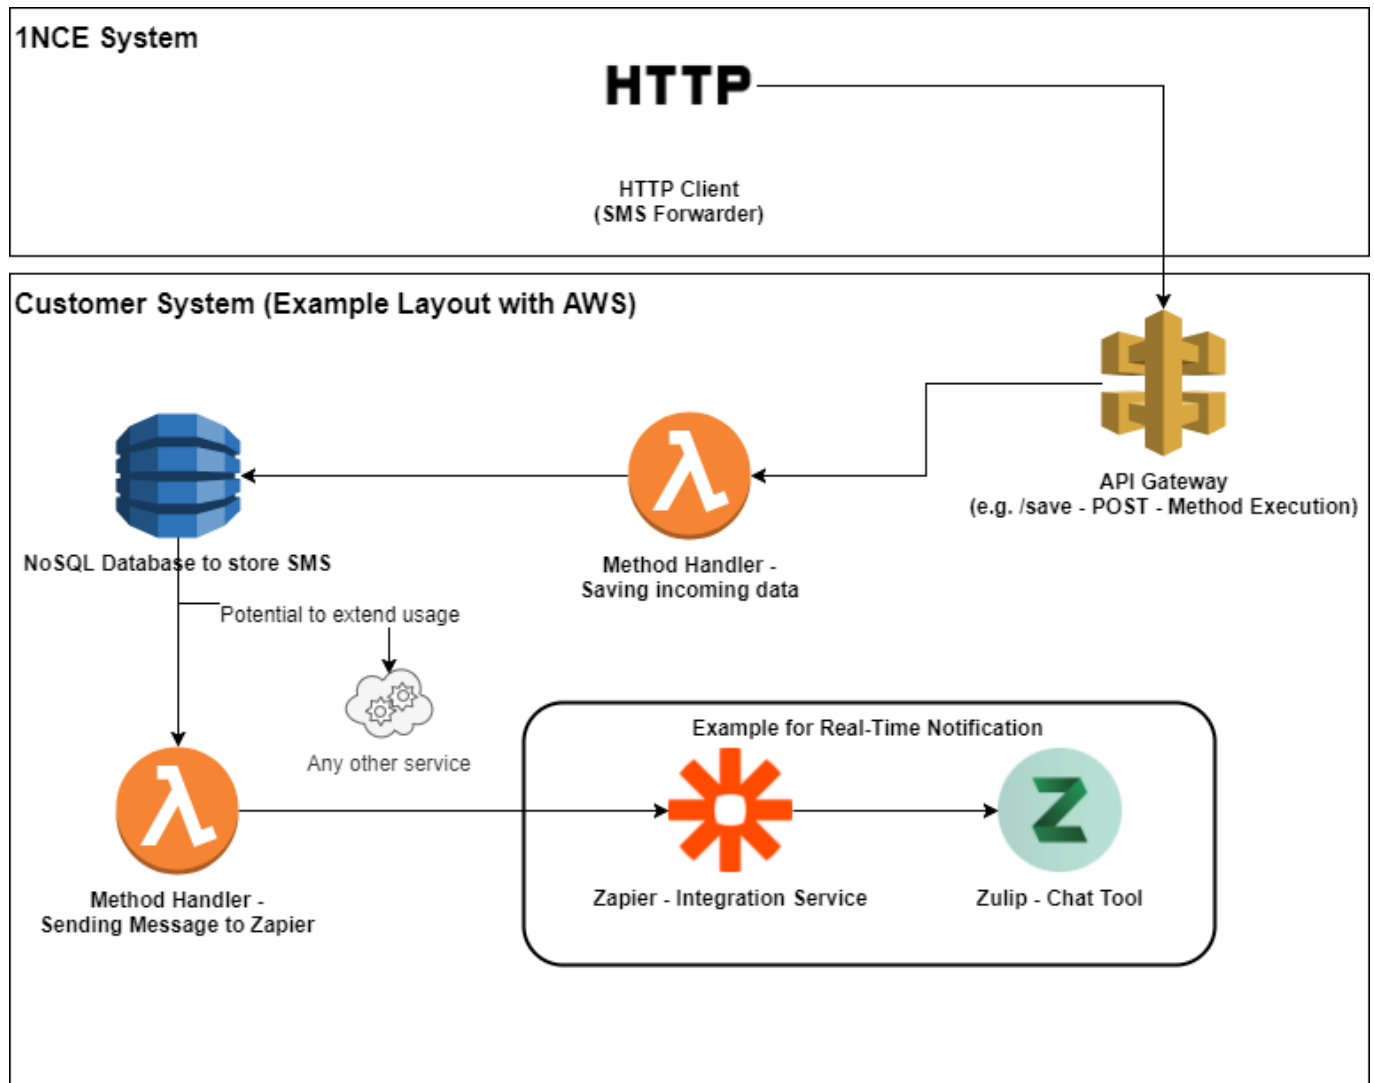 1NCE System
HTTP
HTTP Client
(SMS Forwarder)
Customer System (Example Layout with AWS)
API Gateway
(e.g. /save - POST - Method Execution)
Method Handler -
Saving incoming data
NoSQL Database to store SMS
Potential to extend usage
Any other service
Example for Real-Time Notification
Method Handler -
Sending Message to Zapier
Zapier - Integration Service
Zulip - Chat Tool